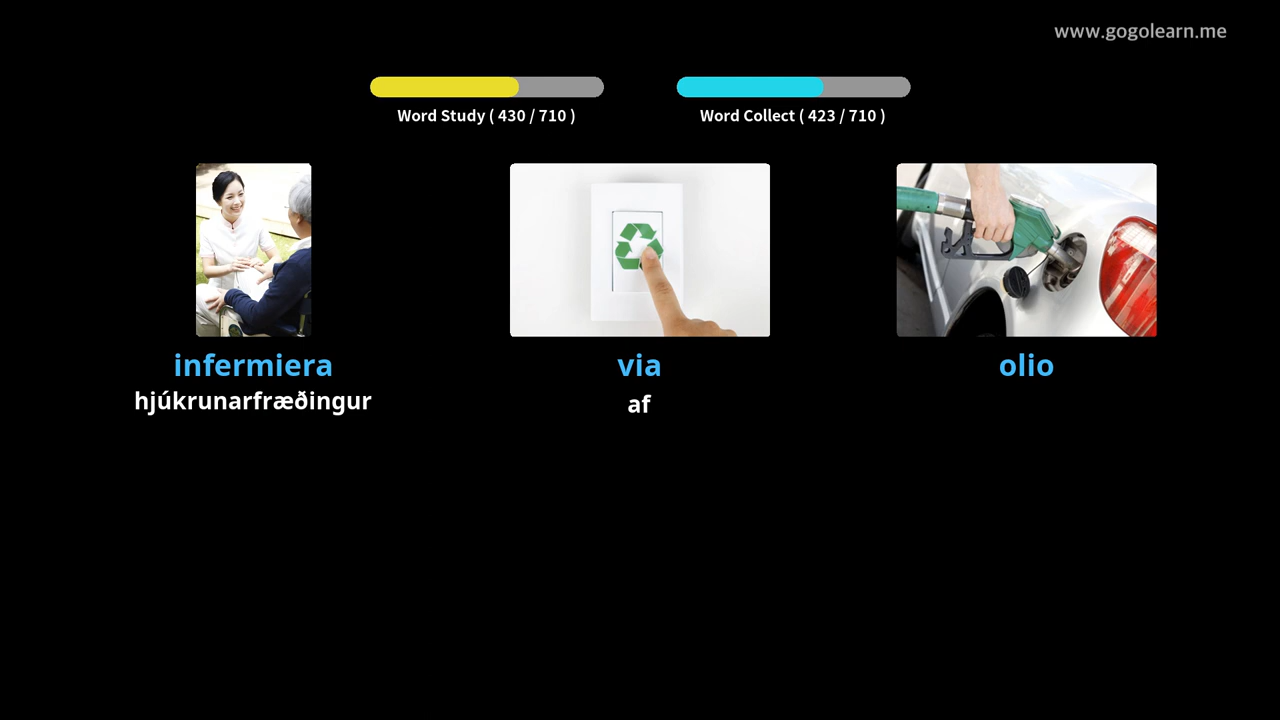 www.gogolearn.me
Word Study ( 430 / 710 )
Word Collect ( 423 / 710 )
infermiera
via
olio
hjúkrunarfræðingur
af